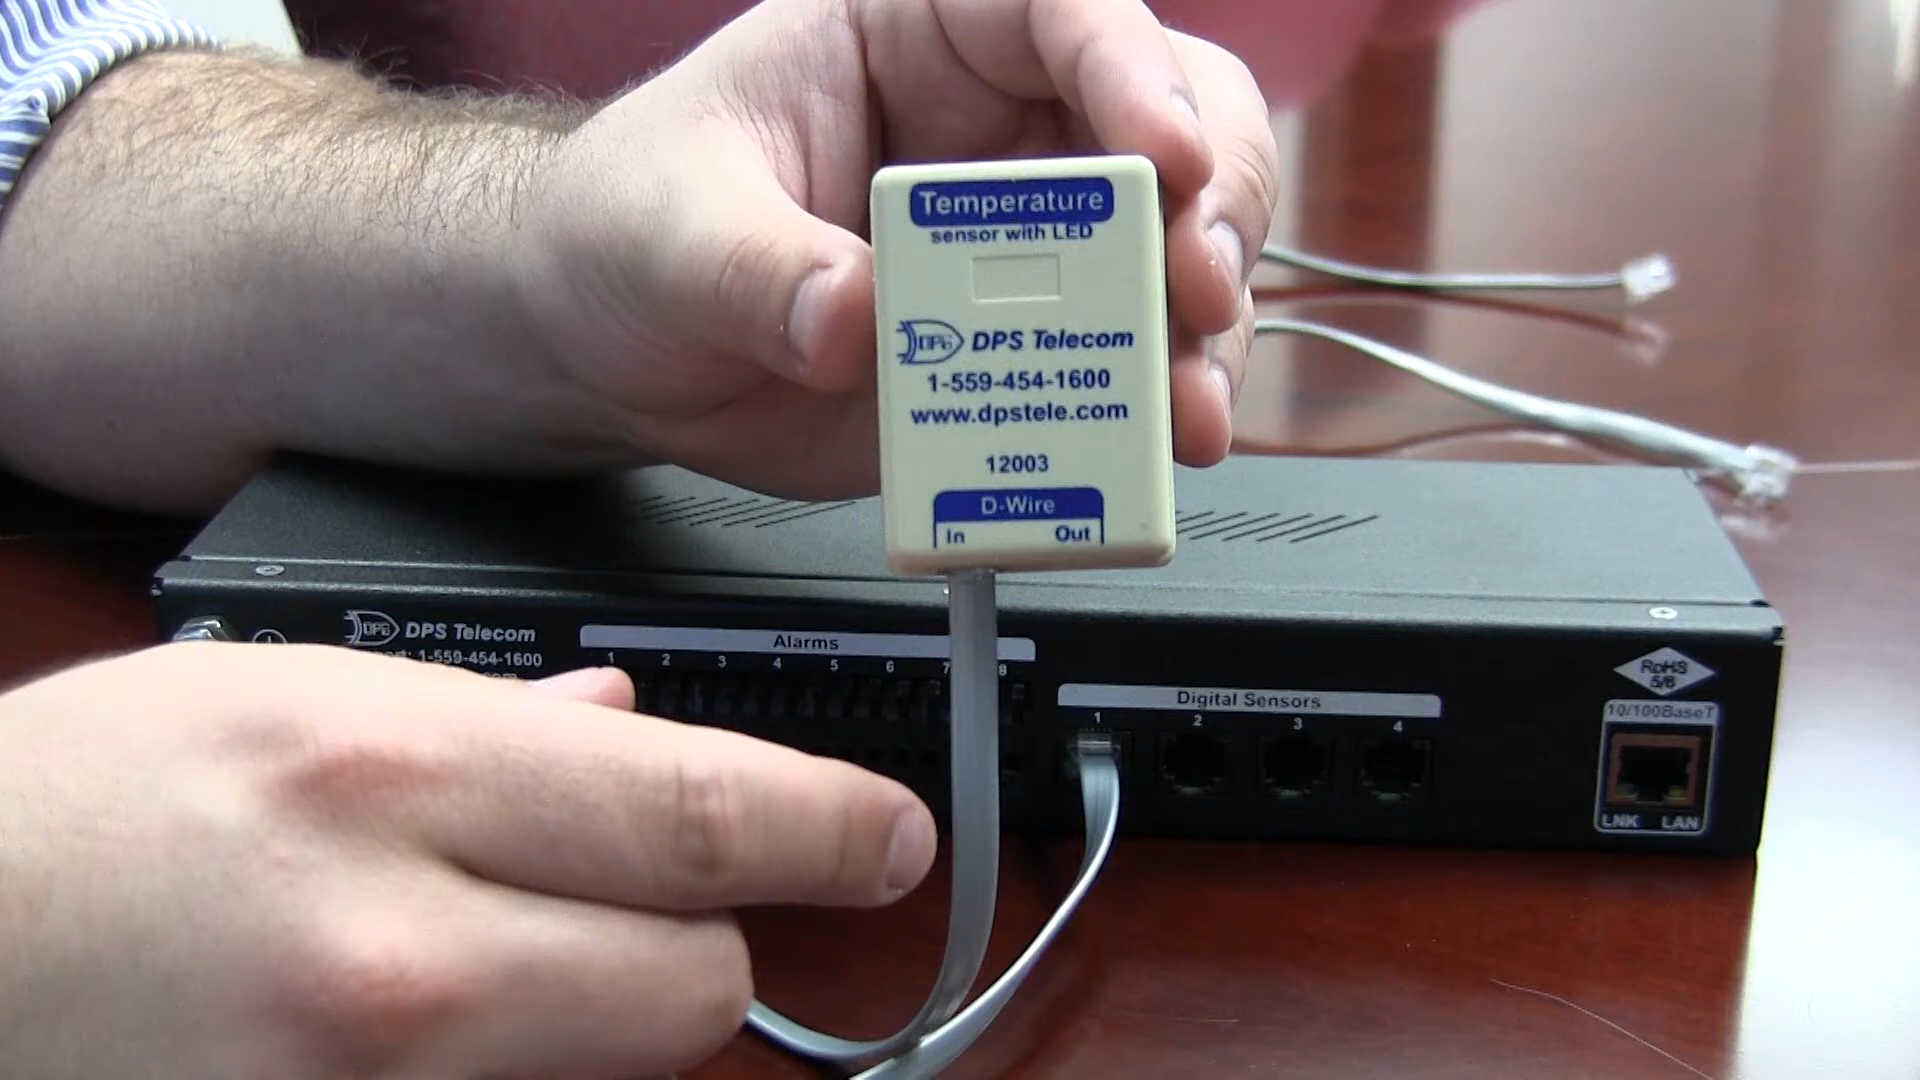 Temperature
sensor with LED
DPS DPS Telecom
1-559-454-1600
www.dpstele.com
12003
D-Wire
In Out
DPS DPS Telecom
1-559-454-1600
Alarms
1 2 3 4 5 6 7 8
Digital Sensors
1 2 3 4
RoHS
5/6
10/100BaseT
LNK LAN